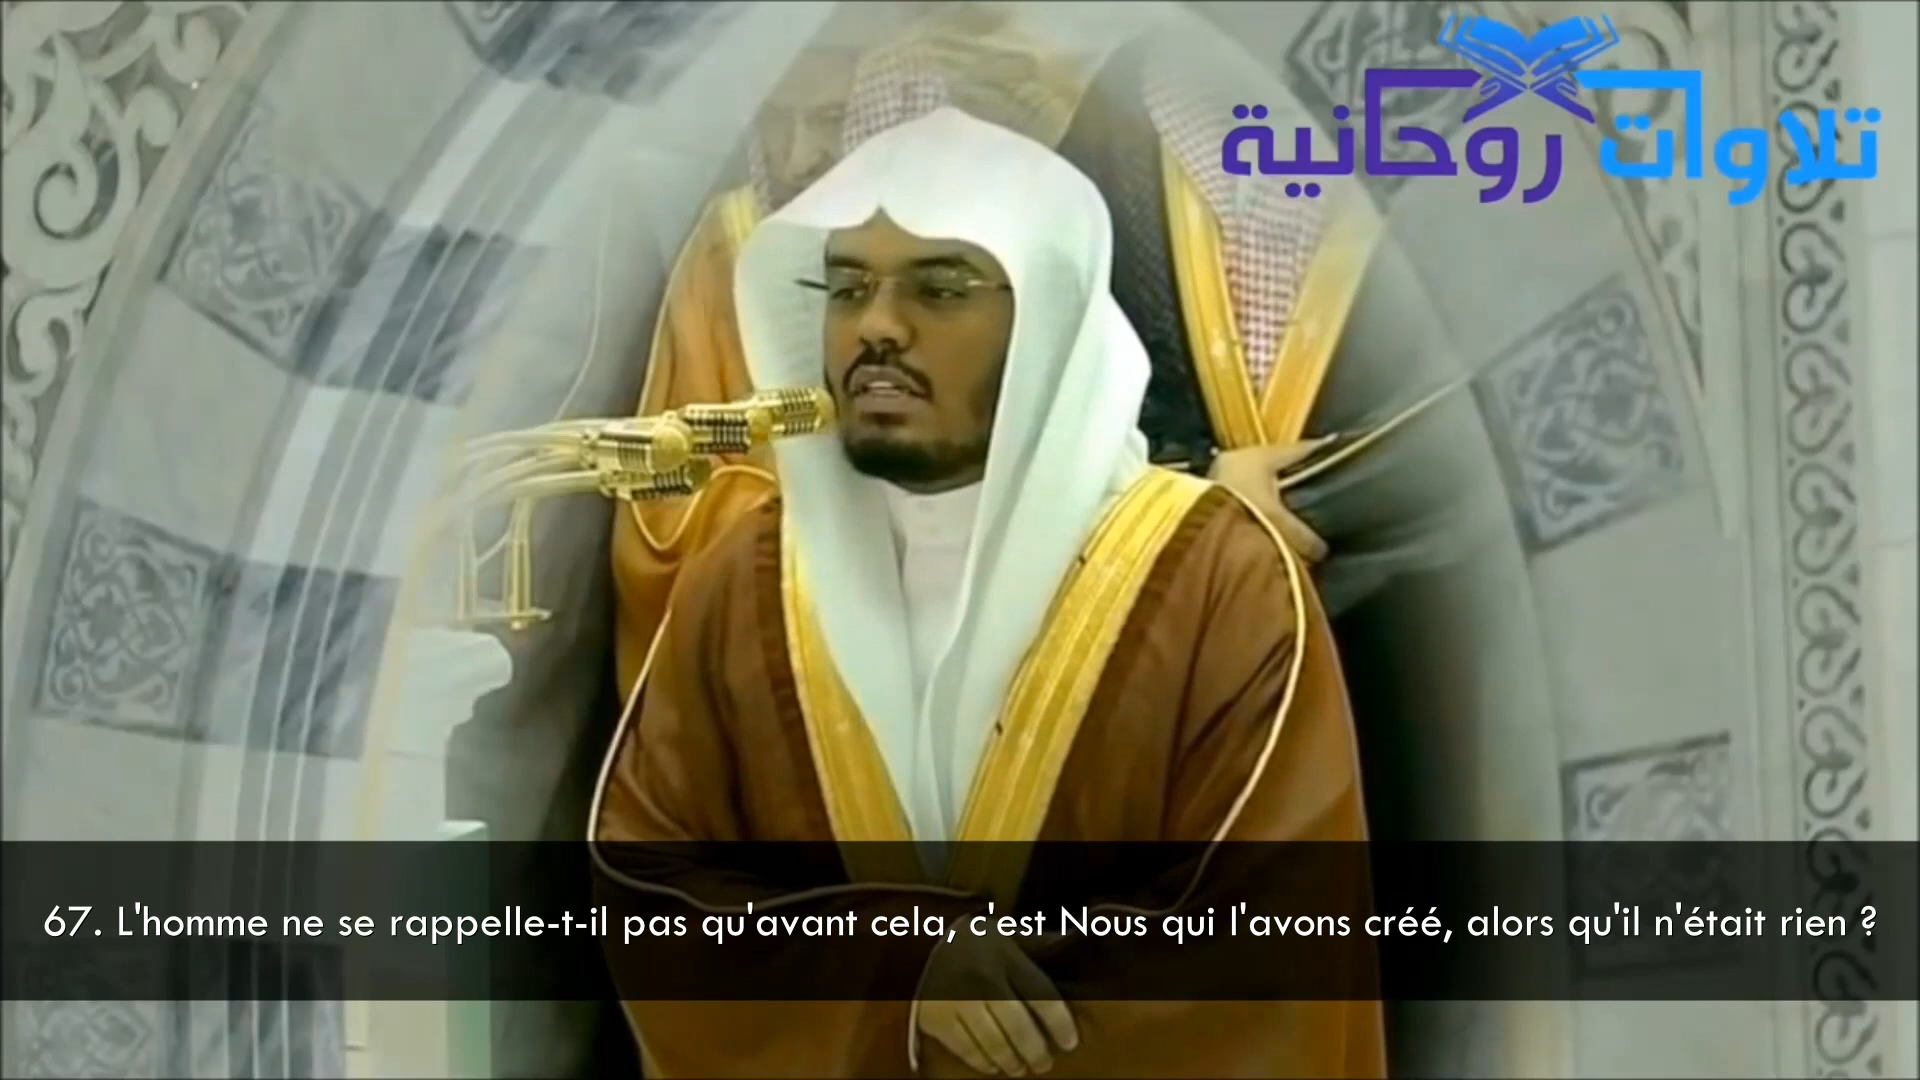 تلاوات روحانية
67. L'homme ne se rappelle-t-il pas qu'avant cela, c'est Nous qui l'avons créé, alors qu'il n'était rien ?